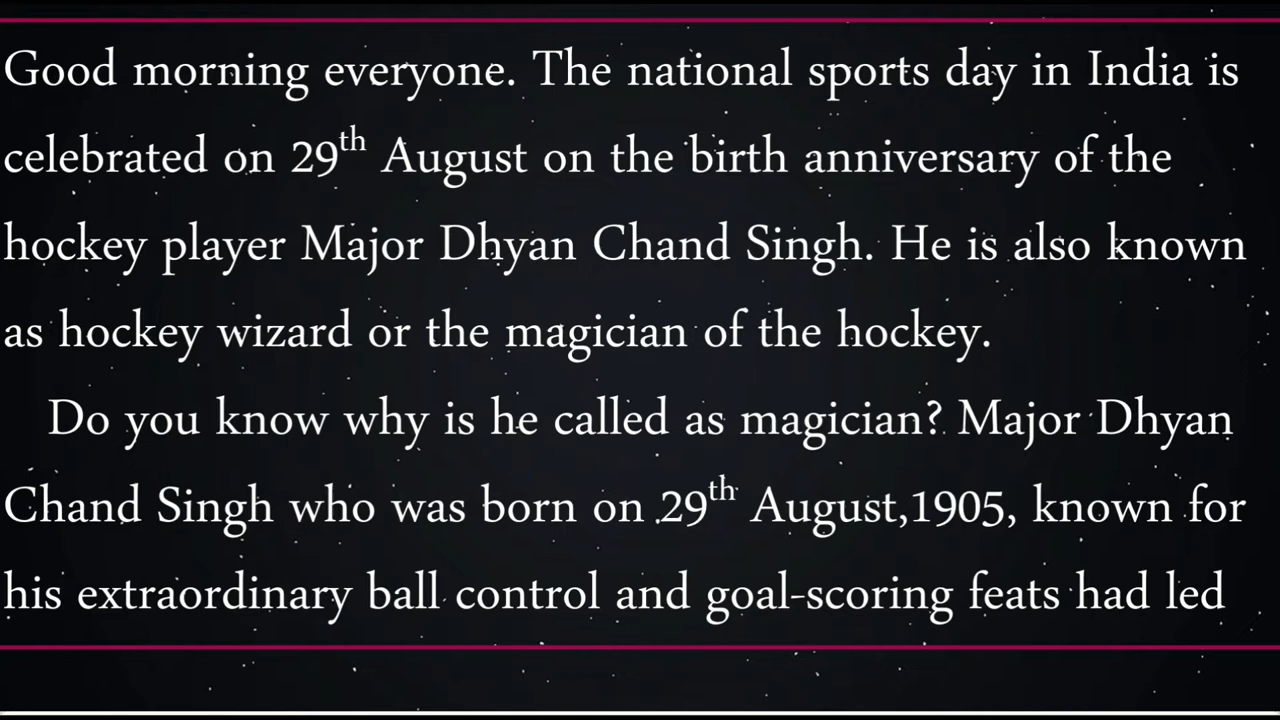 Good morning everyone. The national sports day in India is
celebrated on 29th August on the birth anniversary of the
hockey player Major Dhyan Chand Singh. He is also known
as hockey wizard or the magician of the hockey.
Do you know why is he called as magician? Major Dhyan
Chand Singh who was born on 29th August,1905, known for
his extraordinary ball control and goal-scoring feats had led